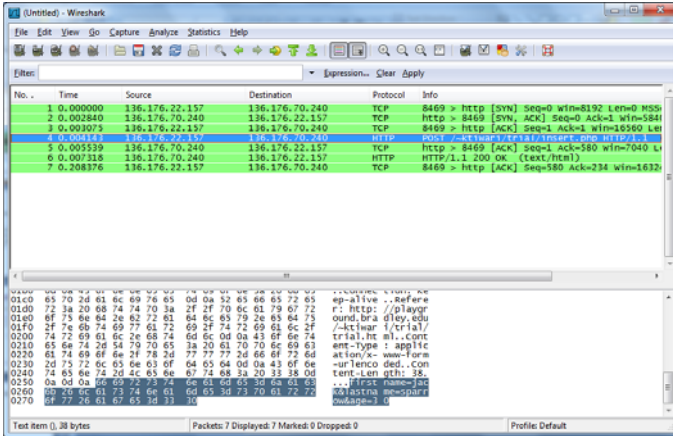 (Untitled) - Wireshark
File Edit View Go Capture Analyze Statistics Help
Filter: Expression... Clear Apply
No. . Time Source Destination Protocol Info
1 0.000000 136.176.22.157 136.176.70.240 TCP 8469 > http [SYN] Seq=0 Win=8192 Len=0 MSS=
2 0.002840 136.176.70.240 136.176.22.157 TCP http > 8469 [SYN, ACK] Seq=0 Ack=1 Win=584
3 0.003075 136.176.22.157 136.176.70.240 TCP 8469 > http [ACK] Seq=1 Ack=1 Win=16560 Le
4 0.004143 136.176.22.157 136.176.70.240 HTTP POST /~ktiwari/trial/insert.php HTTP/1.1
5 0.005539 136.176.70.240 136.176.22.157 TCP http > 8469 [ACK] Seq=1 Ack=580 Win=7040 L
6 0.007318 136.176.70.240 136.176.22.157 HTTP HTTP/1.1 200 OK (text/html)
7 0.208376 136.176.22.157 136.176.70.240 TCP 8469 > http [ACK] Seq=580 Ack=234 Win=1632
01c0 65 70 2d 61 6c 69 76 65 0d 0a 52 65 66 65 72 65 ep-alive ..Refere
01d0 72 3a 20 68 74 74 70 3a 2f 2f 70 6c 61 79 67 72 r: http: //playgr
01e0 6f 75 6e 64 2e 62 72 61 64 6c 65 79 2e 65 64 75 ound.bra dley.edu
01f0 2f 7e 6b 74 69 77 61 72 69 2f 74 72 69 61 6c 2f /~ktiwar i/trial/
0200 74 72 69 61 6c 2e 68 74 6d 6c 0d 0a 43 6f 6e 74 trial.ht ml..Cont
0210 65 6e 74 2d 54 79 70 65 3a 20 61 70 70 6c 69 63 ent-Type : applic
0220 61 74 69 6f 6e 2f 78 2d 77 77 77 2d 66 6f 72 6d ation/x- www-form
0230 2d 75 72 6c 65 6e 63 6f 64 65 64 0d 0a 43 6f 6e -urlenco ded..Con
0240 74 65 6e 74 2d 4c 65 6e 67 74 68 3a 20 33 38 0d tent-Len gth: 38.
0250 0a 0d 0a 66 69 72 73 74 6e 61 6d 65 3d 6a 61 63 ...first name=jac
0260 6b 26 6c 61 73 74 6e 61 6d 65 3d 73 70 61 72 72 k&lastna me=sparr
0270 6f 77 26 61 67 65 3d 33 30 ow&age=3 0
Text item (), 38 bytes Packets: 7 Displayed: 7 Marked: 0 Dropped: 0 Profile: Default